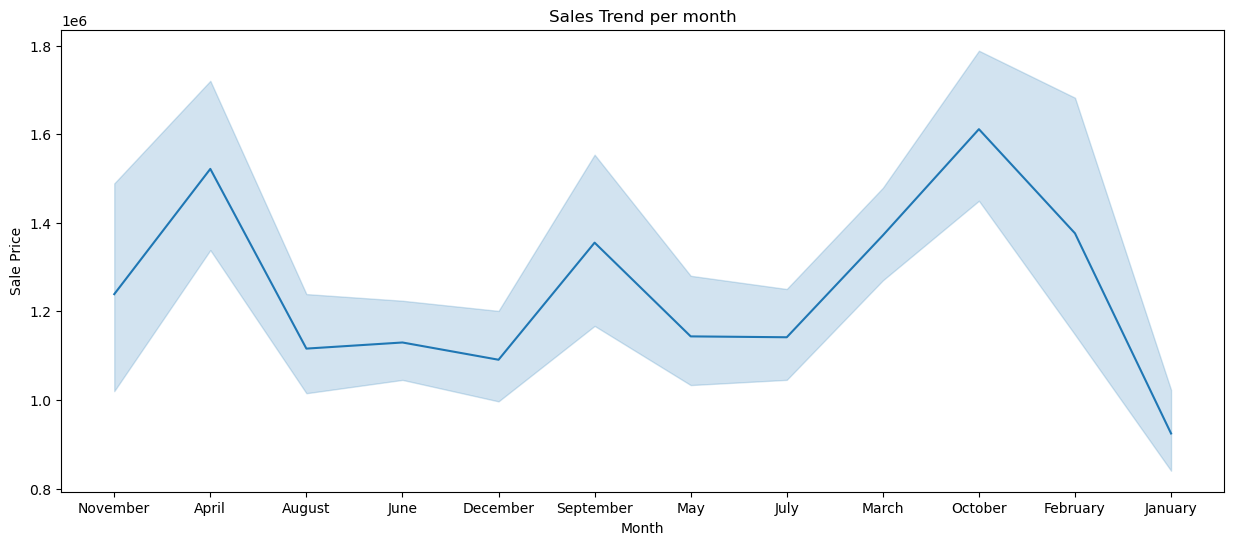 Sales Trend per month
1e6
1.8
1.6
1.4
1.2
1.0
0.8
Sale Price
November April August June December September May July March October February January
Month